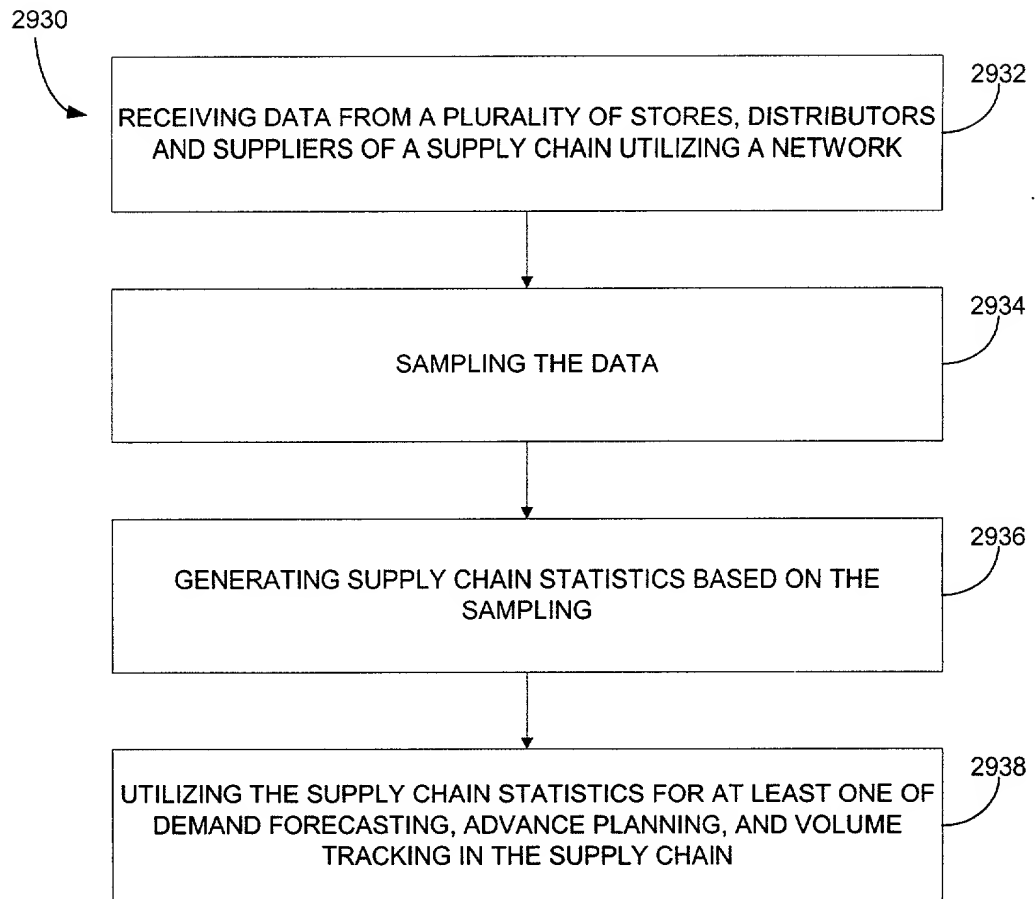 2930
2932
RECEIVING DATA FROM A PLURALITY OF STORES, DISTRIBUTORS
AND SUPPLIERS OF A SUPPLY CHAIN UTILIZING A NETWORK
2934
SAMPLING THE DATA
2936
GENERATING SUPPLY CHAIN STATISTICS BASED ON THE
SAMPLING
2938
UTILIZING THE SUPPLY CHAIN STATISTICS FOR AT LEAST ONE OF
DEMAND FORECASTING, ADVANCE PLANNING, AND VOLUME
TRACKING IN THE SUPPLY CHAIN